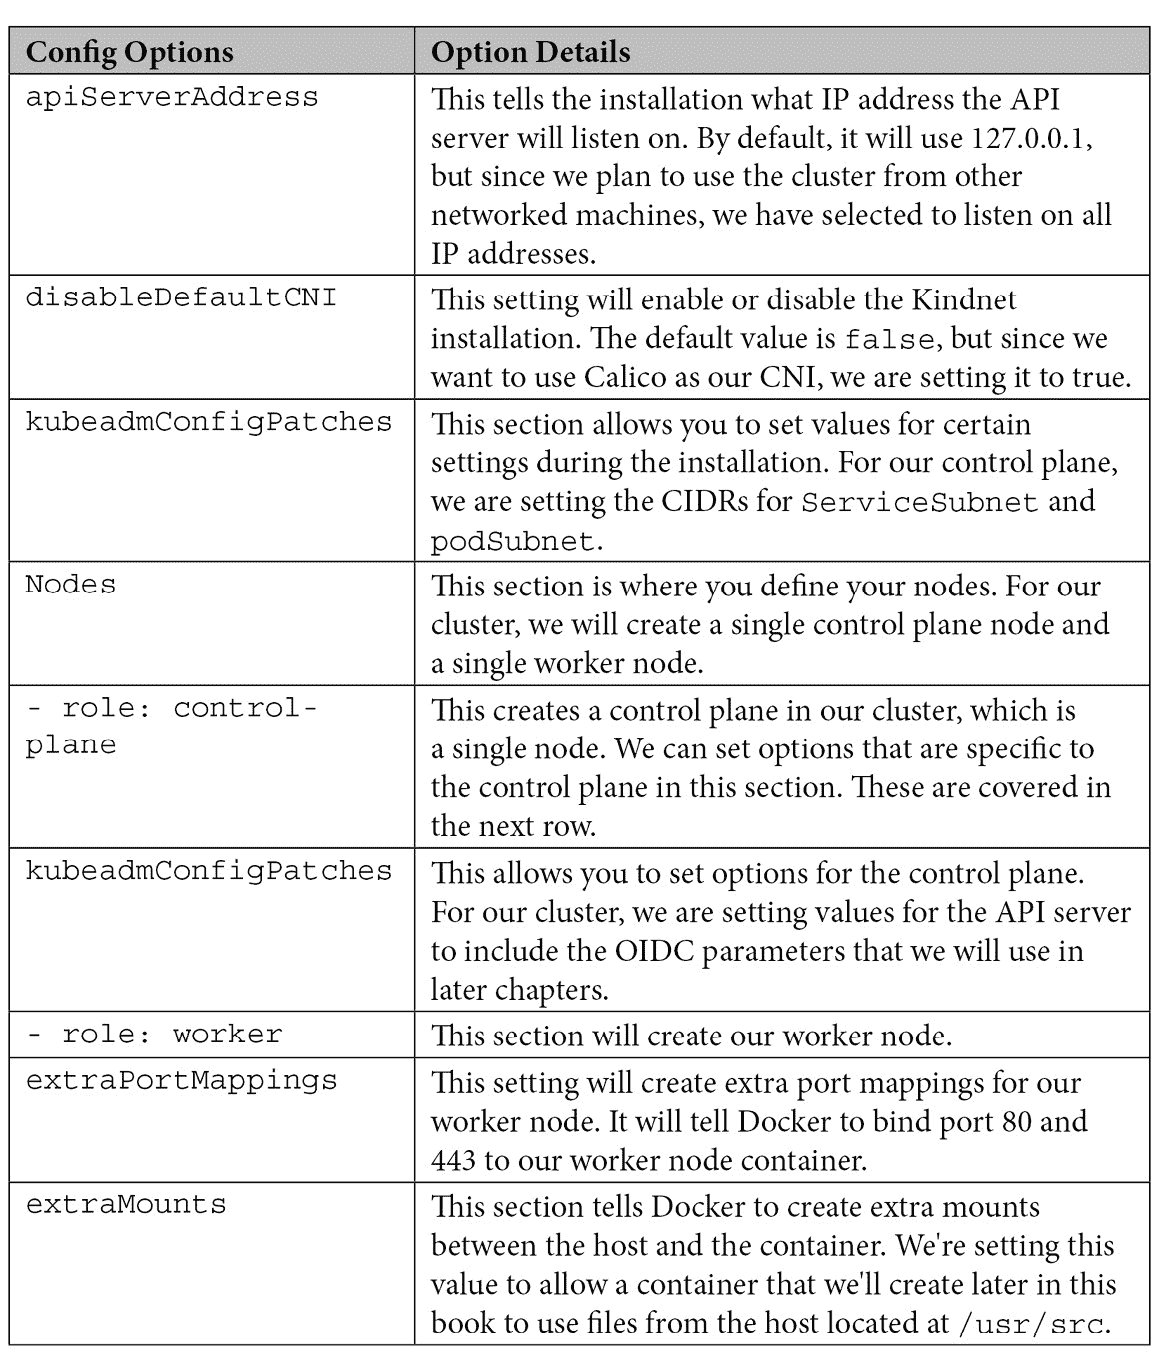 Config Options
Option Details
apiServerAddress
This tells the installation what IP address the API
server will listen on. By default, it will use 127.0.0.1,
but since we plan to use the cluster from other
networked machines, we have selected to listen on all
IP addresses.
disableDefaultCNI
This setting will enable or disable the Kindnet
installation. The default value is false, but since we
want to use Calico as our CNI, we are setting it to true.
kubeadmConfigPatches
This section allows you to set values for certain
settings during the installation. For our control plane,
we are setting the CIDRs for ServiceSubnet and
podSubnet.
Nodes
This section is where you define your nodes. For our
cluster, we will create a single control plane node and
a single worker node.
- role: control-
plane
This creates a control plane in our cluster, which is
a single node. We can set options that are specific to
the control plane in this section. These are covered in
the next row.
kubeadmConfigPatches
This allows you to set options for the control plane.
For our cluster, we are setting values for the API server
to include the OIDC parameters that we will use in
later chapters.
- role: worker
This section will create our worker node.
extraPortMappings
This setting will create extra port mappings for our
worker node. It will tell Docker to bind port 80 and
443 to our worker node container.
extraMounts
This section tells Docker to create extra mounts
between the host and the container. We're setting this
value to allow a container that we'll create later in this
book to use files from the host located at /usr/src.